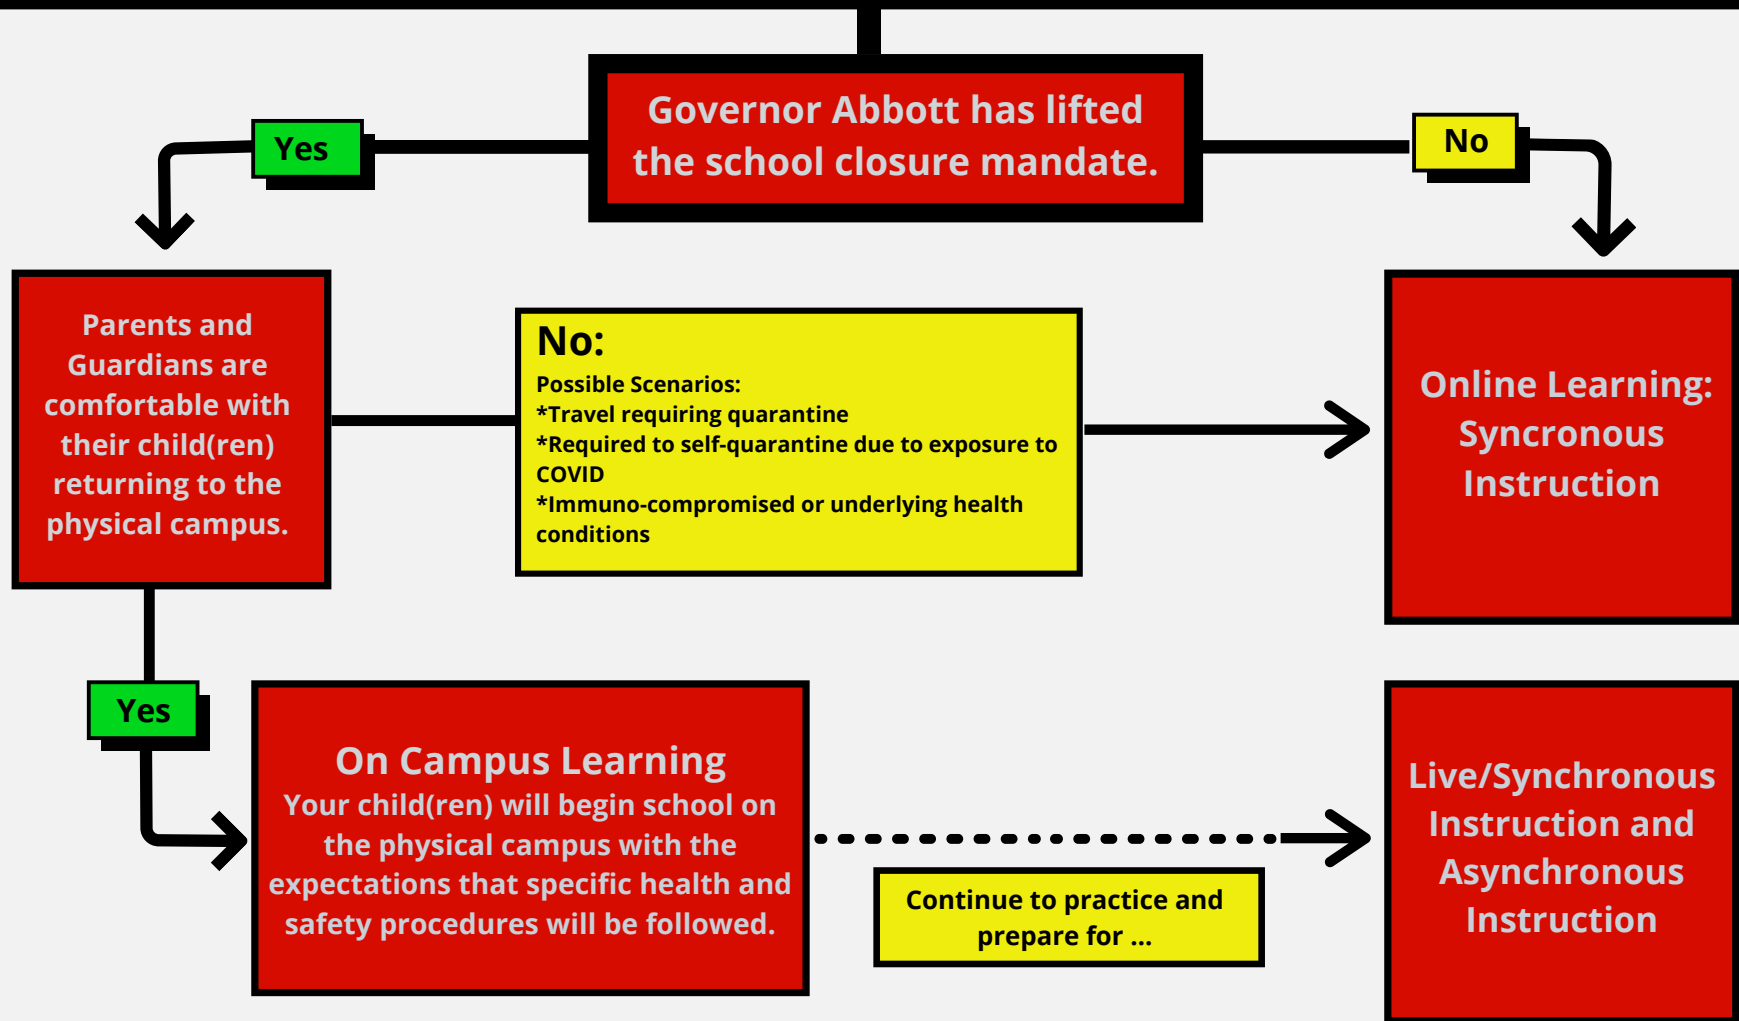 Governor Abbott has lifted
the school closure mandate.
Yes
No
Parents and
Guardians are
comfortable with
their child(ren)
returning to the
physical campus.
No:
Possible Scenarios:
*Travel requiring quarantine
*Required to self-quarantine due to exposure to
COVID
*Immuno-compromised or underlying health
conditions
Online Learning:
Syncronous
Instruction
Yes
On Campus Learning
Your child(ren) will begin school on
the physical campus with the
expectations that specific health and
safety procedures will be followed.
Continue to practice and
prepare for ...
Live/Synchronous
Instruction and
Asynchronous
Instruction